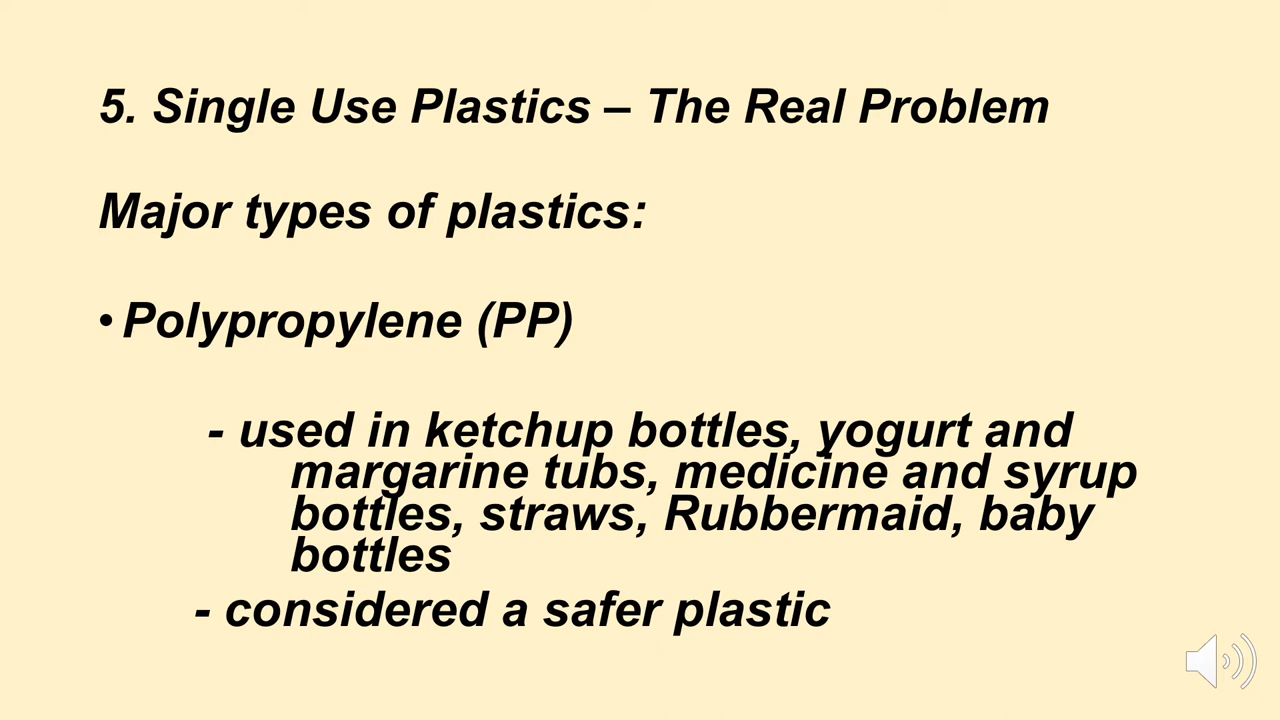 5. Single Use Plastics – The Real Problem
Major types of plastics:
• Polypropylene (PP)
- used in ketchup bottles, yogurt and
margarine tubs, medicine and syrup
bottles, straws, Rubbermaid, baby
bottles
- considered a safer plastic